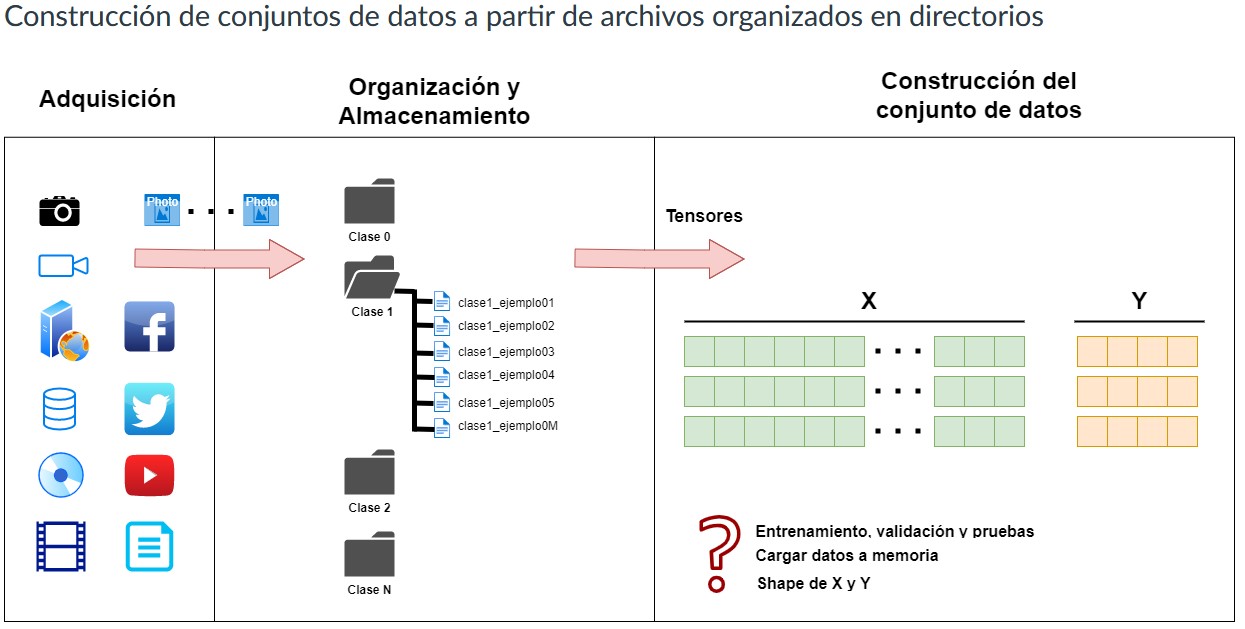 Construcción de conjuntos de datos a partir de archivos organizados en directorios
Adquisición
Organización y
Almacenamiento
Construcción del
conjunto de datos
Photo
Photo
Clase 0
Clase 1
clase1_ejemplo01
clase1_ejemplo02
clase1_ejemplo03
clase1_ejemplo04
clase1_ejemplo05
clase1_ejemplo0M
Clase 2
Clase N
Tensores
X
Y
Entrenamiento, validación y pruebas
Cargar datos a memoria
Shape de X y Y